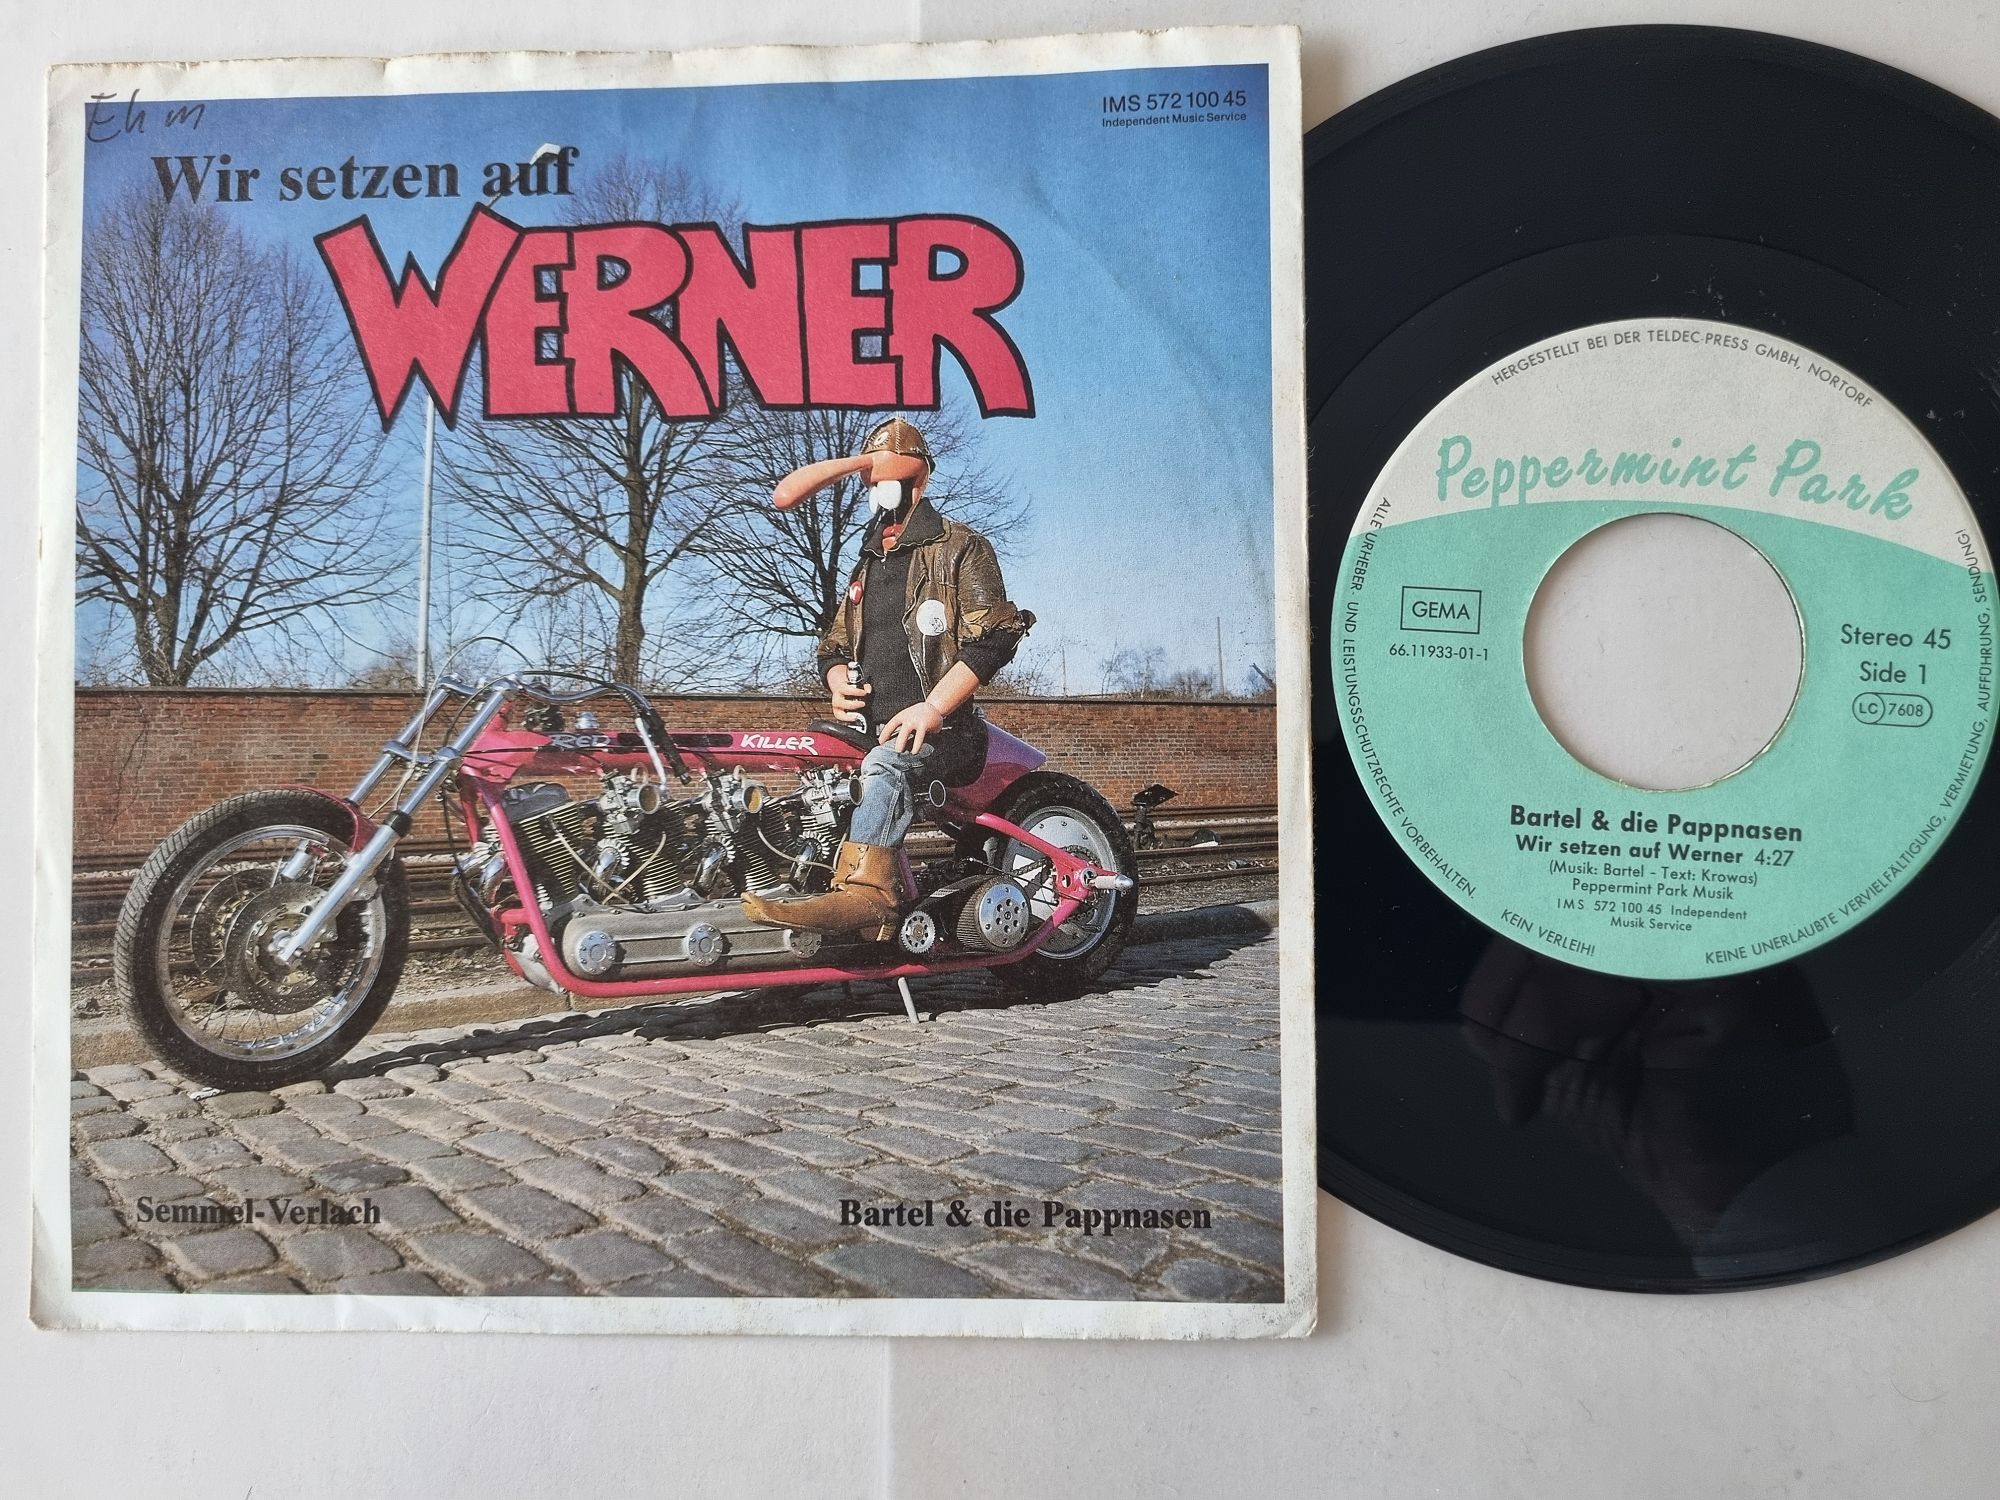 Ehm
IMS 572 100 45
Independent Music Service
Wir setzen auf
WERNER
RED KILLER
Semmel-Verlach
Bartel & die Pappnasen
HERGESTELLT BEI DER TELDEC-PRESS GMBH, NORTORF
Peppermint Park
GEMA
66.11933-01-1
Stereo 45
Side 1
LC 7608
Bartel & die Pappnasen
Wir setzen auf Werner 4:27
(Musik: Bartel - Text: Krowas)
Peppermint Park Musik
IMS 572 100 45 Independent
Musik Service
ALLE URHEBER- UND LEISTUNGSSCHUTZRECHTE VORBEHALTEN. KEIN VERLEIH! KEINE UNERLAUBTE VERVIELFÄLTIGUNG, VERMIETUNG, AUFFÜHRUNG, SENDUNG!